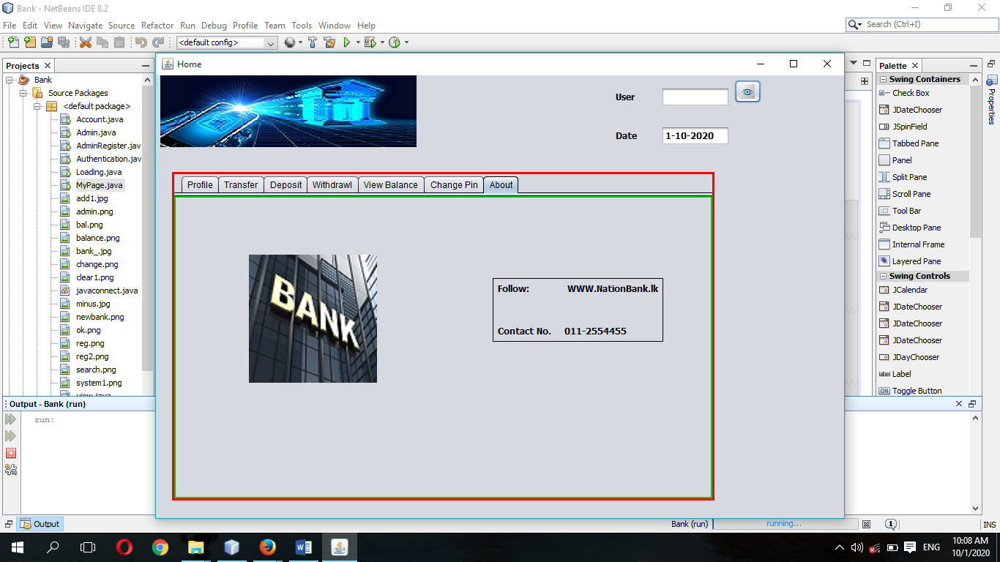 Bank - NetBeans IDE 8.2
File Edit View Navigate Source Refactor Run Debug Profile Team Tools Window Help
Search (Ctrl+I)
<default config>
Projects
Bank
Source Packages
<default package>
Account.java
Admin.java
AdminRegister.jav
Authentication.jav
Loading.java
MyPage.java
add1.jpg
admin.png
bal.png
balance.png
bank_.jpg
change.png
clear1.png
javaconnect.java
minus.jpg
newbank.png
ok.png
reg.png
reg2.png
search.png
system1.png
view.java
Home
User
Date 1-10-2020
Profile Transfer Deposit Withdrawl View Balance Change Pin About
BANK
Follow: WWW.NationBank.lk
Contact No. 011-2554455
Palette
Swing Containers
Check Box
JDateChooser
JSpinField
Tabbed Pane
Panel
Split Pane
Scroll Pane
Tool Bar
Desktop Pane
Internal Frame
Layered Pane
Swing Controls
JCalendar
JDateChooser
JDateChooser
JDateChooser
JDayChooser
label Label
ON Toggle Button
Properties
Output - Bank (run)
run:
Output
Bank (run) running... 1 INS
ENG
10:08 AM
10/1/2020